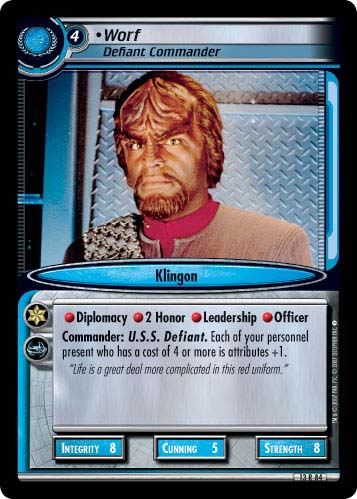 4 •Worf
Defiant Commander
Klingon
Diplomacy 2 Honor Leadership Officer
Commander: U.S.S. Defiant. Each of your personnel
present who has a cost of 4 or more is attributes +1.
"Life is a great deal more complicated in this red uniform."
Integrity 8 Cunning 5 Strength 8
13 R 84